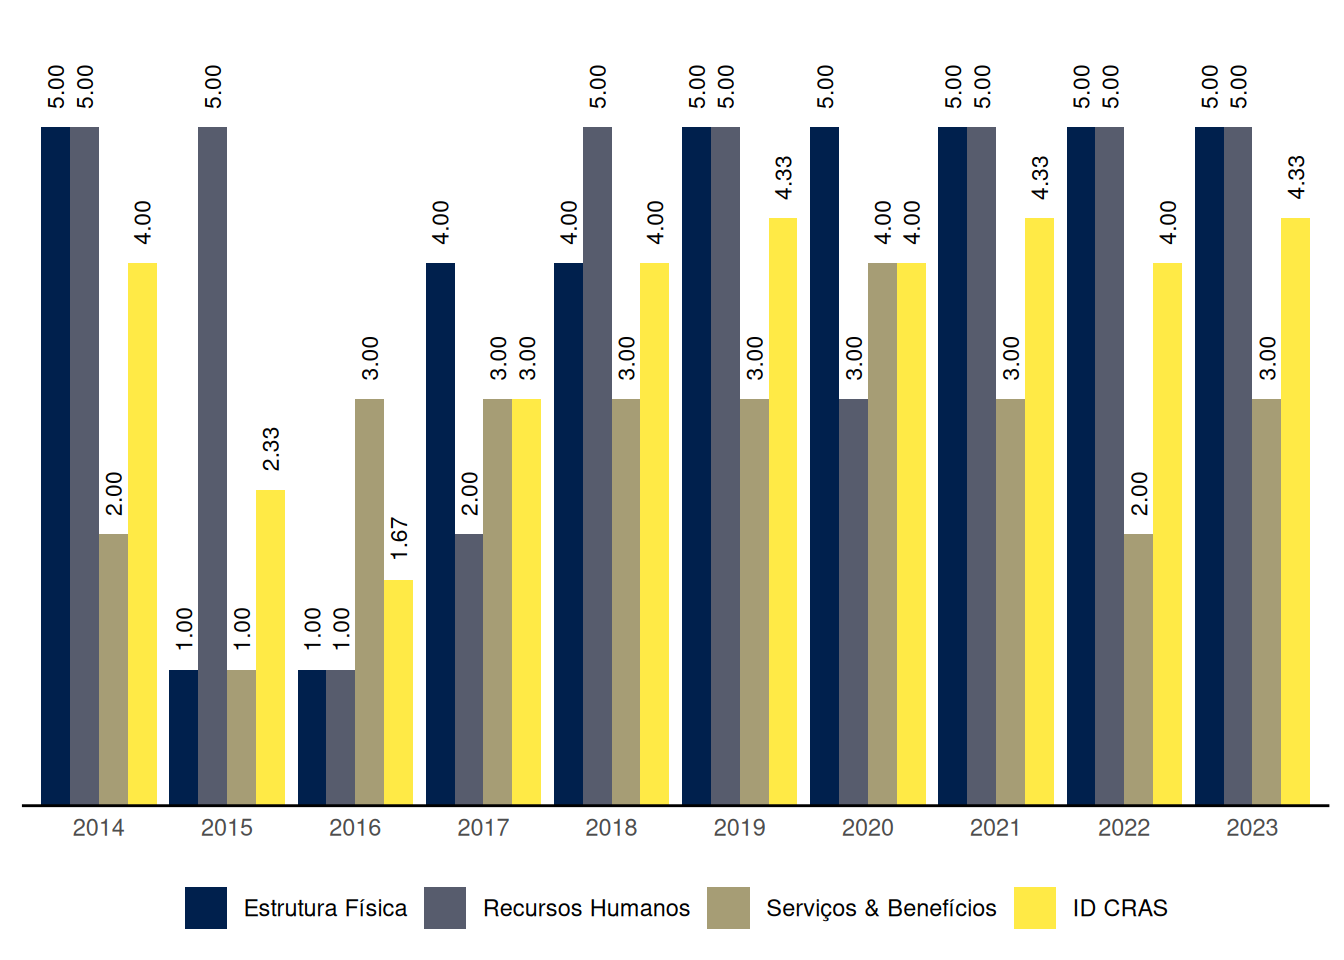 5.00 5.00 2.00 4.00
1.00 5.00 1.00 2.33
1.00 1.00 3.00 1.67
4.00 2.00 3.00 3.00
4.00 5.00 3.00 4.00
5.00 5.00 3.00 4.33
5.00 3.00 4.00 4.00
5.00 5.00 3.00 4.33
5.00 5.00 2.00 4.00
5.00 5.00 3.00 4.33
2014 2015 2016 2017 2018 2019 2020 2021 2022 2023
Estrutura Física Recursos Humanos Serviços & Benefícios ID CRAS